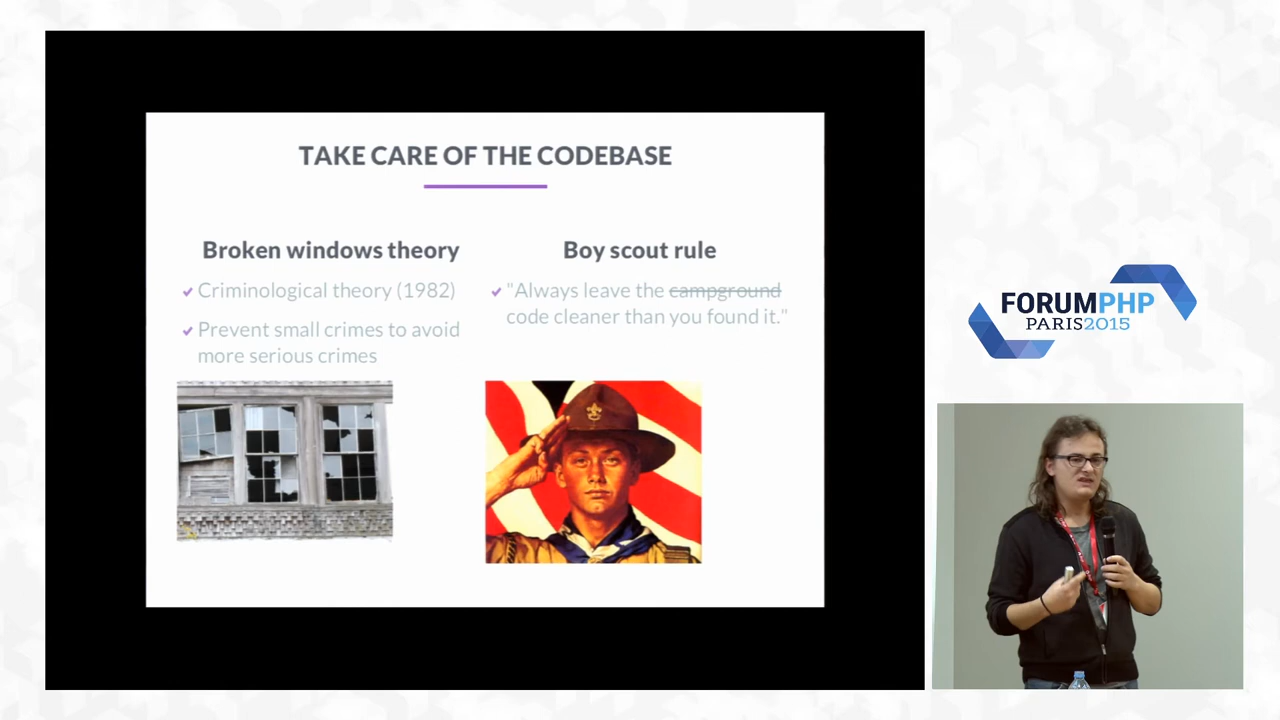 TAKE CARE OF THE CODEBASE
Broken windows theory
Criminological theory (1982)
Prevent small crimes to avoid
more serious crimes
Boy scout rule
"Always leave the campground
code cleaner than you found it."
FORUMPHP
PARIS2015